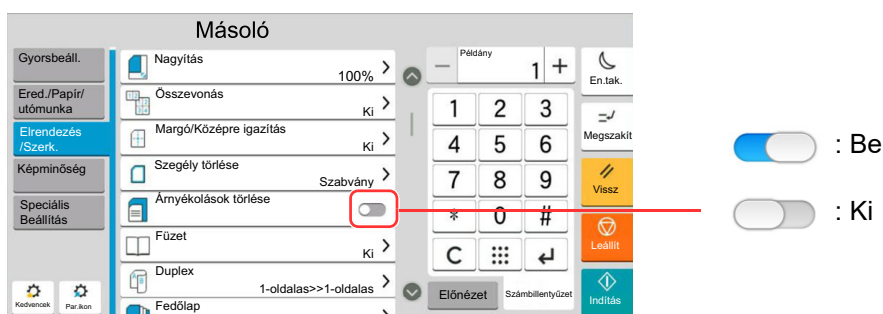 Másoló
Gyorsbeáll.
Ered./Papír/
utómunka
Elrendezés
/Szerk.
Képminőség
Speciális
Beállítás
Kedvencek
Par.ikon
Nagyítás
100%
Összevonás
Ki
Margó/Középre igazítás
Ki
Szegély törlése
Szabvány
Árnyékolások törlése
Füzet
Ki
Duplex
1-oldalas>>1-oldalas
Fedőlap
Példány
− 1 +
1 2 3
4 5 6
7 8 9
* 0 #
C
Előnézet
Számbillentyűzet
En.tak.
Megszakít
Vissz
Leállít
Indítás
: Be
: Ki